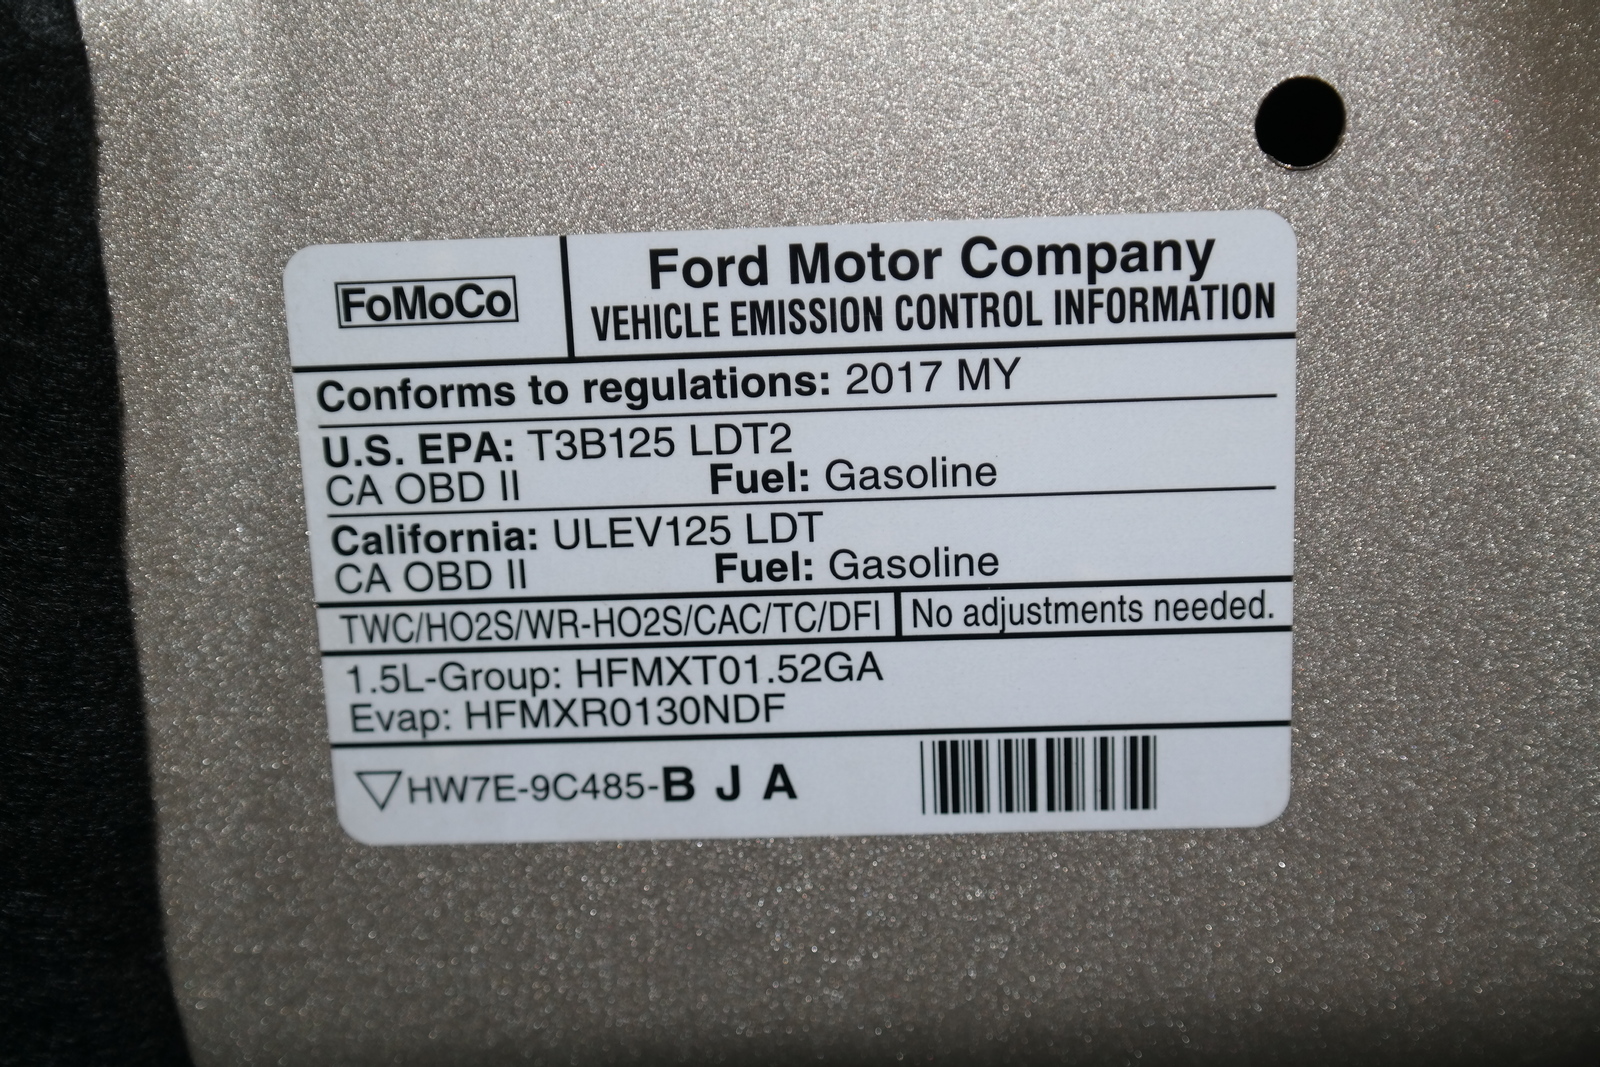 FoMoCo
Ford Motor Company
VEHICLE EMISSION CONTROL INFORMATION
Conforms to regulations: 2017 MY
U.S. EPA: T3B125 LDT2
CA OBD II Fuel: Gasoline
California: ULEV125 LDT
CA OBD II Fuel: Gasoline
TWC/HO2S/WR-HO2S/CAC/TC/DFI No adjustments needed.
1.5L-Group: HFMXT01.52GA
Evap: HFMXR0130NDF
HW7E-9C485-B J A